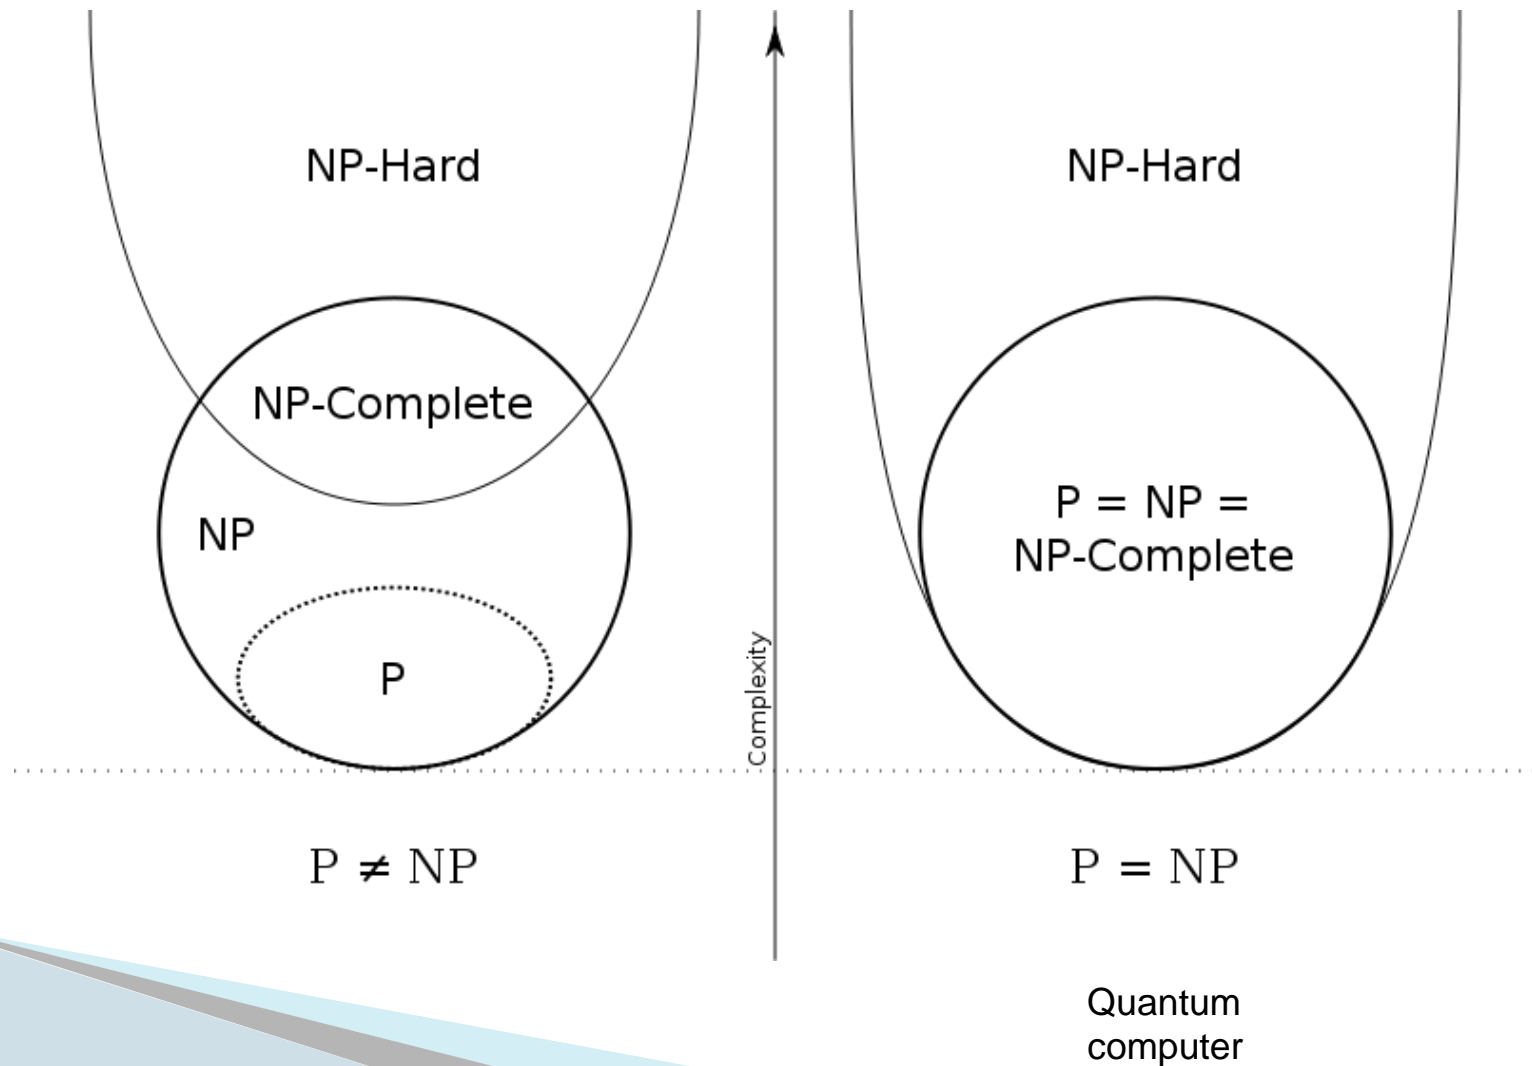 NP-Hard
NP-Complete
NP
P
P ≠ NP
Complexity
NP-Hard
P = NP =
NP-Complete
P = NP
Quantum
computer